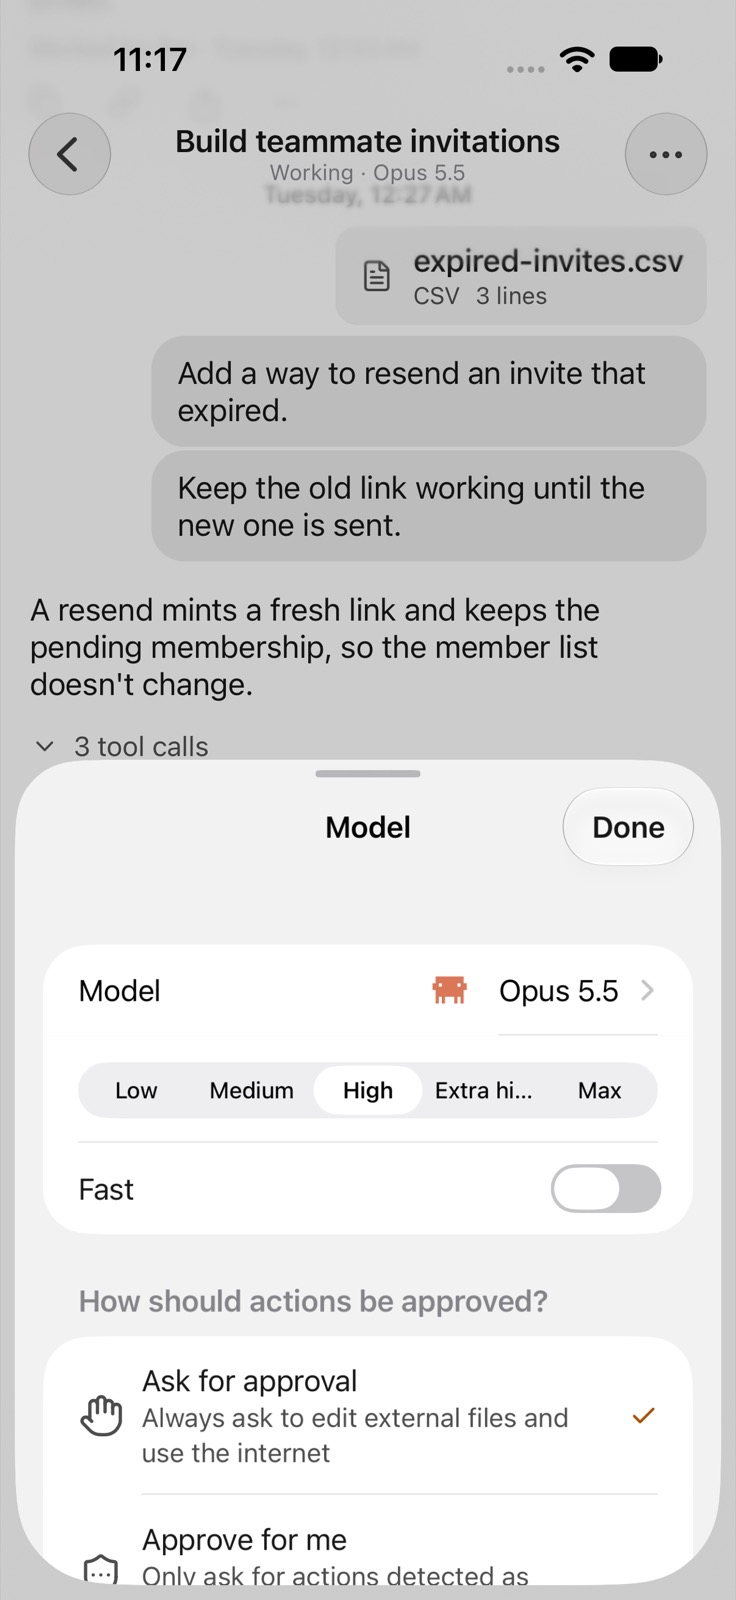 11:17
Build teammate invitations
Working · Opus 5.5
Tuesday, 12:27 AM
expired-invites.csv
CSV 3 lines
Add a way to resend an invite that
expired.
Keep the old link working until the
new one is sent.
A resend mints a fresh link and keeps the
pending membership, so the member list
doesn't change.
3 tool calls
Model
Done
Model
Opus 5.5
Low
Medium
High
Extra hi...
Max
Fast
How should actions be approved?
Ask for approval
Always ask to edit external files and
use the internet
Approve for me
Only ask for actions detected as